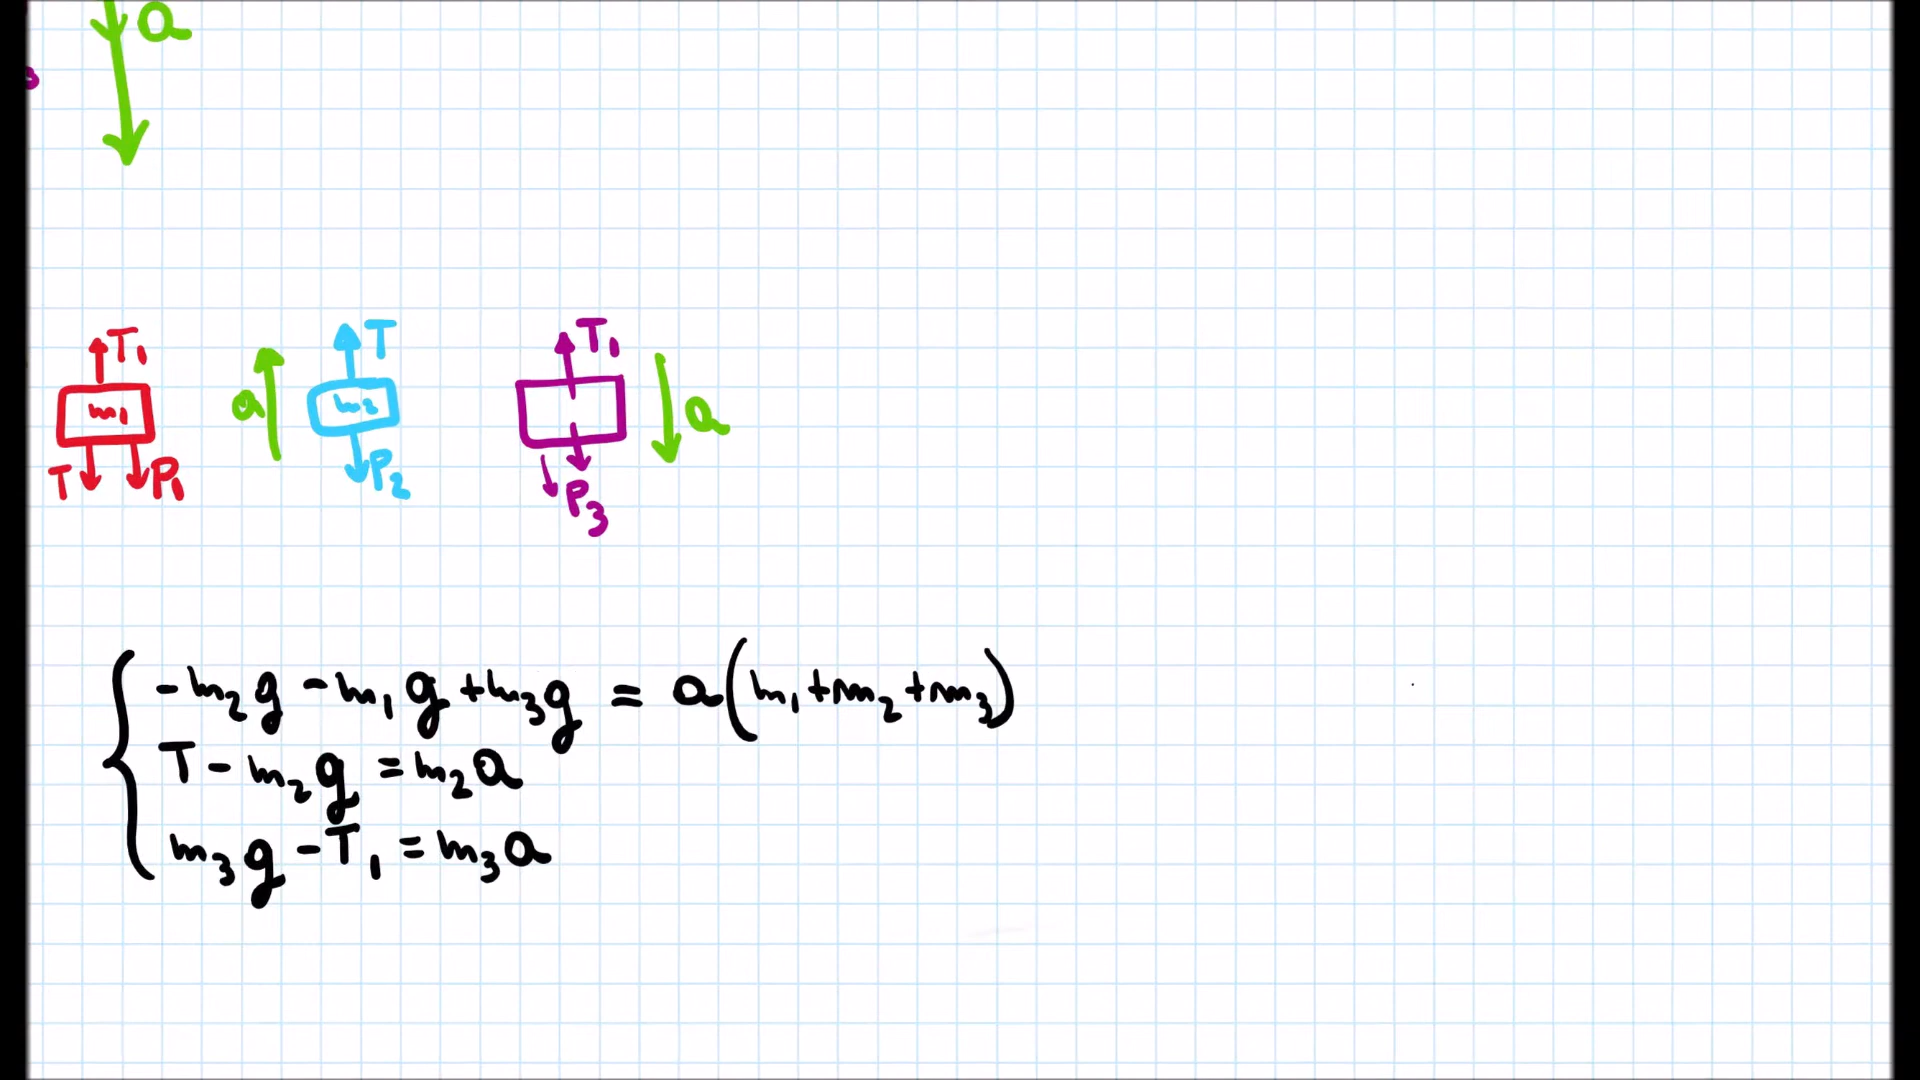 a
T₁ T T₁
m₁ a m₂ a
T P₁ P₂ P₃
-m₂g -m₁g +m₃g = a(m₁+m₂+m₃)
T - m₂g = m₂a
m₃g - T₁ = m₃a